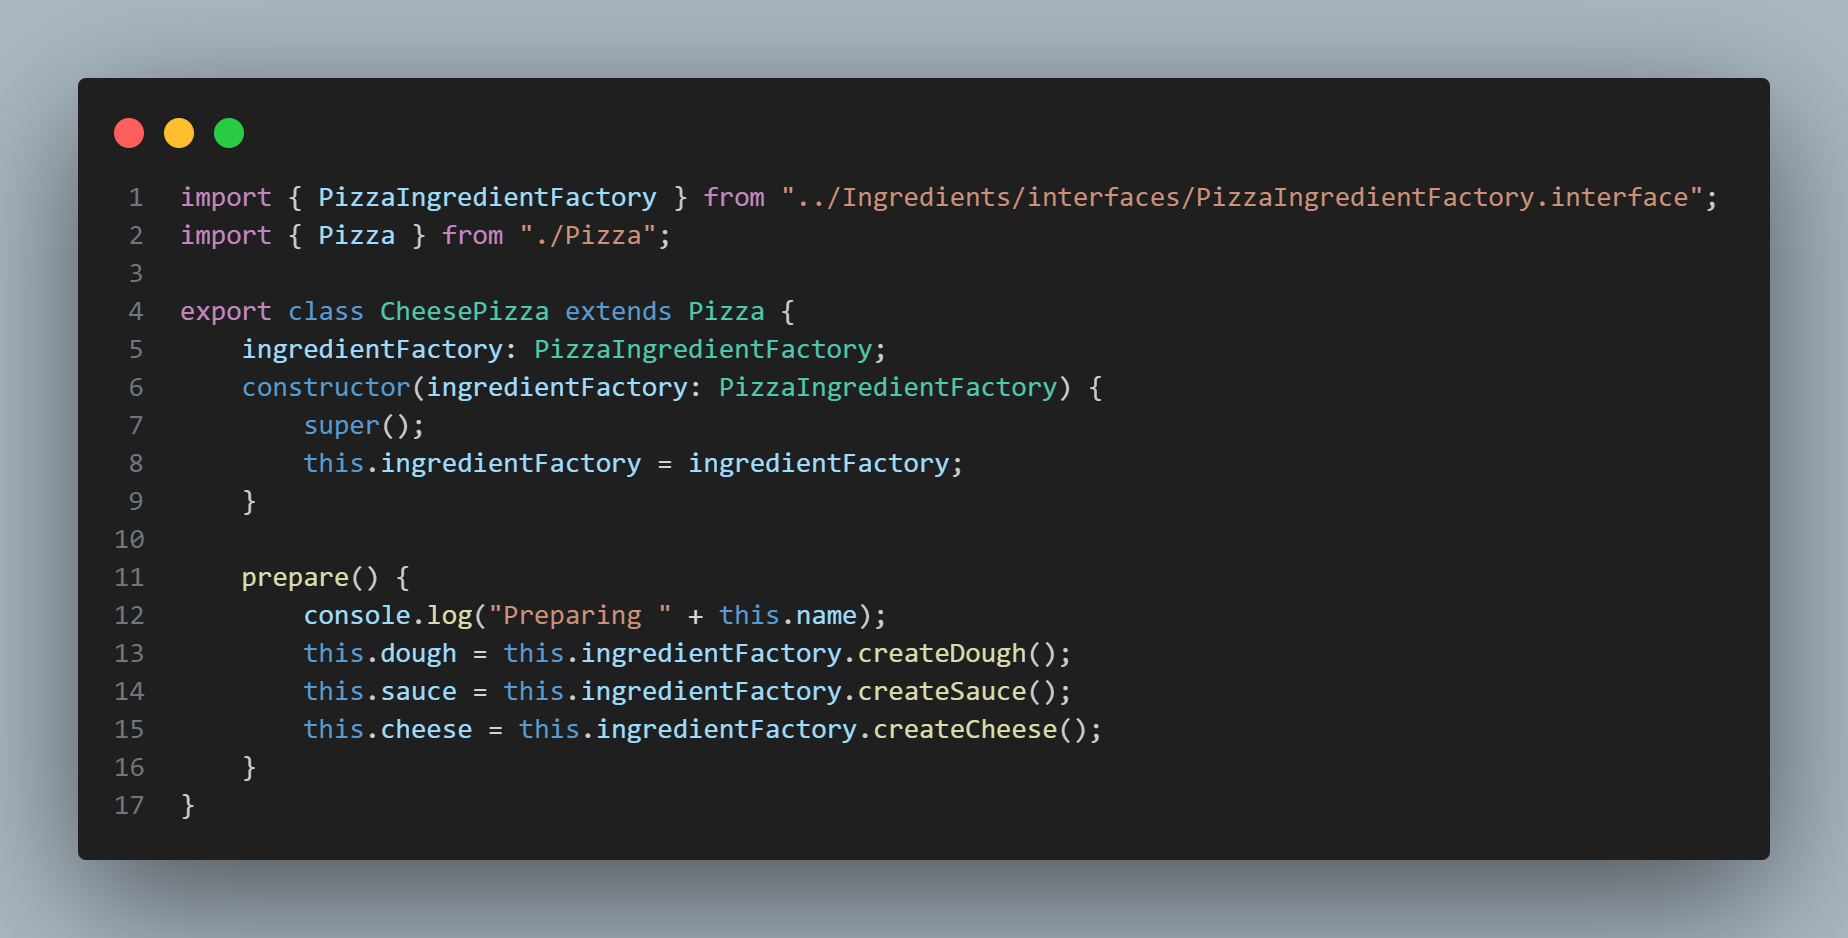 1 import { PizzaIngredientFactory } from "../Ingredients/interfaces/PizzaIngredientFactory.interface";
2 import { Pizza } from "./Pizza";
3
4 export class CheesePizza extends Pizza {
5     ingredientFactory: PizzaIngredientFactory;
6     constructor(ingredientFactory: PizzaIngredientFactory) {
7         super();
8         this.ingredientFactory = ingredientFactory;
9     }
10
11     prepare() {
12         console.log("Preparing " + this.name);
13         this.dough = this.ingredientFactory.createDough();
14         this.sauce = this.ingredientFactory.createSauce();
15         this.cheese = this.ingredientFactory.createCheese();
16     }
17 }